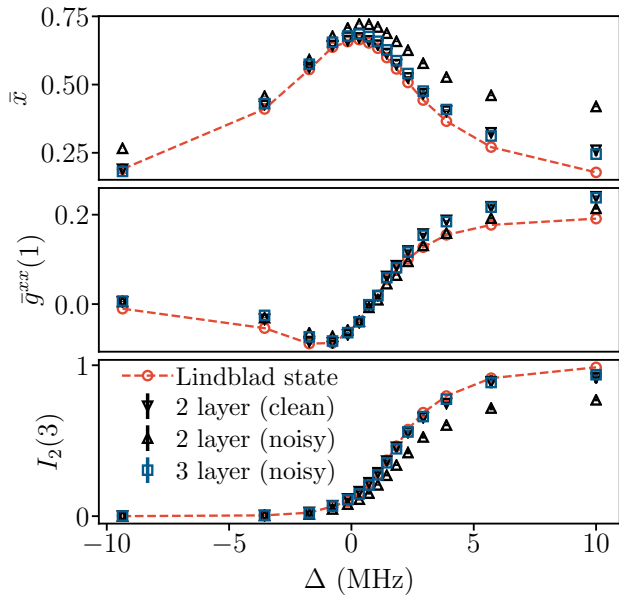 0.75
0.50
0.25
x̄
0.2
0.0
ḡ^{xx}(1)
1
0
I₂(3)
Lindblad state
2 layer (clean)
2 layer (noisy)
3 layer (noisy)
−10 −5 0 5 10
Δ (MHz)